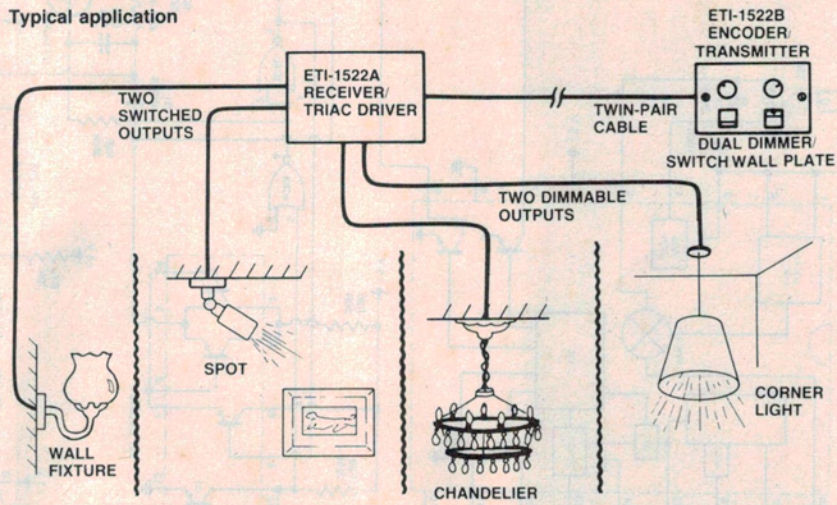 Typical application
ETI-1522B
ENCODER/
TRANSMITTER
ETI-1522A
RECEIVER/
TRIAC DRIVER
TWO
SWITCHED
OUTPUTS
TWIN-PAIR
CABLE
DUAL DIMMER/
SWITCH WALL PLATE
TWO DIMMABLE
OUTPUTS
SPOT
CORNER
LIGHT
WALL
FIXTURE
CHANDELIER